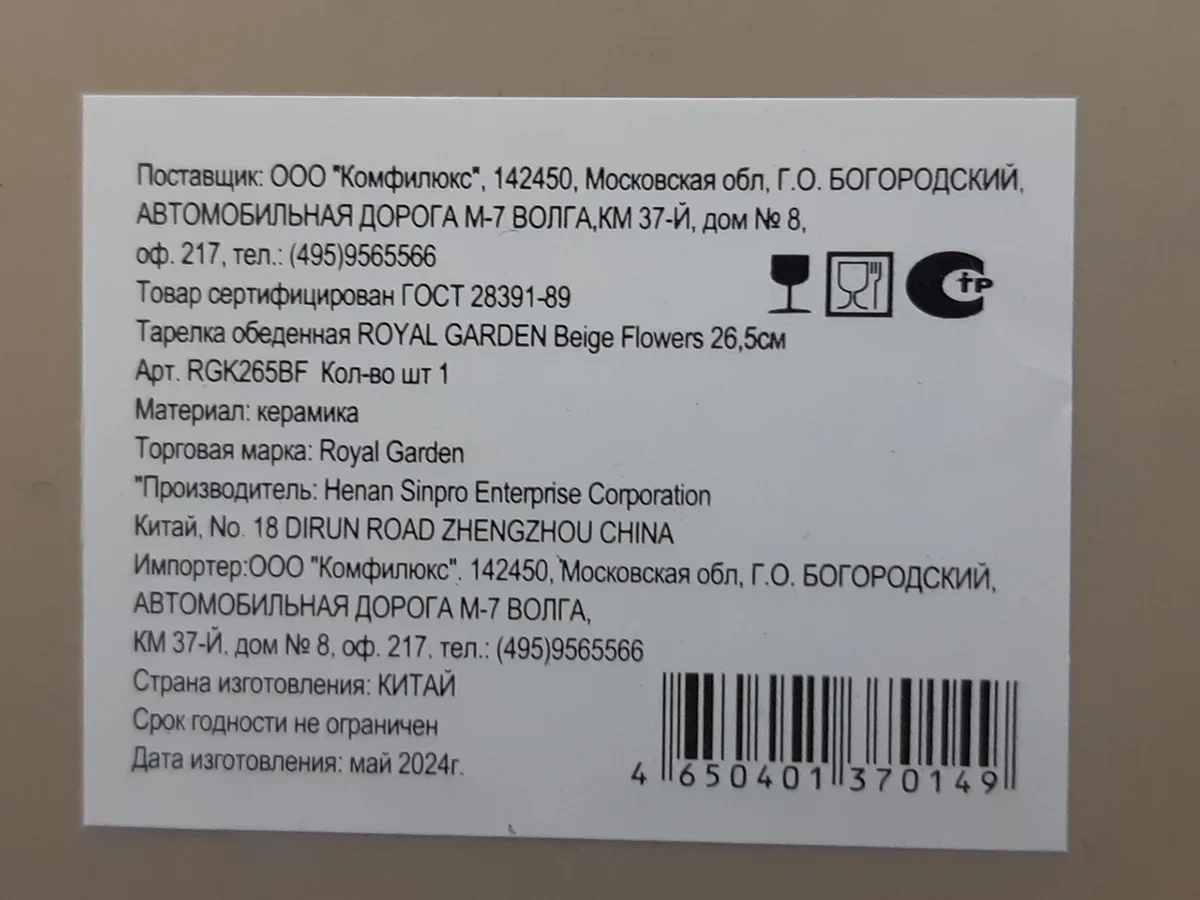 Поставщик: ООО "Комфилюкс", 142450, Московская обл, Г.О. БОГОРОДСКИЙ,
АВТОМОБИЛЬНАЯ ДОРОГА М-7 ВОЛГА,КМ 37-Й, дом № 8,
оф. 217, тел.: (495)9565566
Товар сертифицирован ГОСТ 28391-89
Тарелка обеденная ROYAL GARDEN Beige Flowers 26,5см
Арт. RGK265BF Кол-во шт 1
Материал: керамика
Торговая марка: Royal Garden
"Производитель: Henan Sinpro Enterprise Corporation
Китай, No. 18 DIRUN ROAD ZHENGZHOU CHINA
Импортер:ООО "Комфилюкс". 142450, Московская обл, Г.О. БОГОРОДСКИЙ,
АВТОМОБИЛЬНАЯ ДОРОГА М-7 ВОЛГА,
КМ 37-Й, дом № 8, оф. 217, тел.: (495)9565566
Страна изготовления: КИТАЙ
Срок годности не ограничен
Дата изготовления: май 2024г.
4 650401 370149
СТР